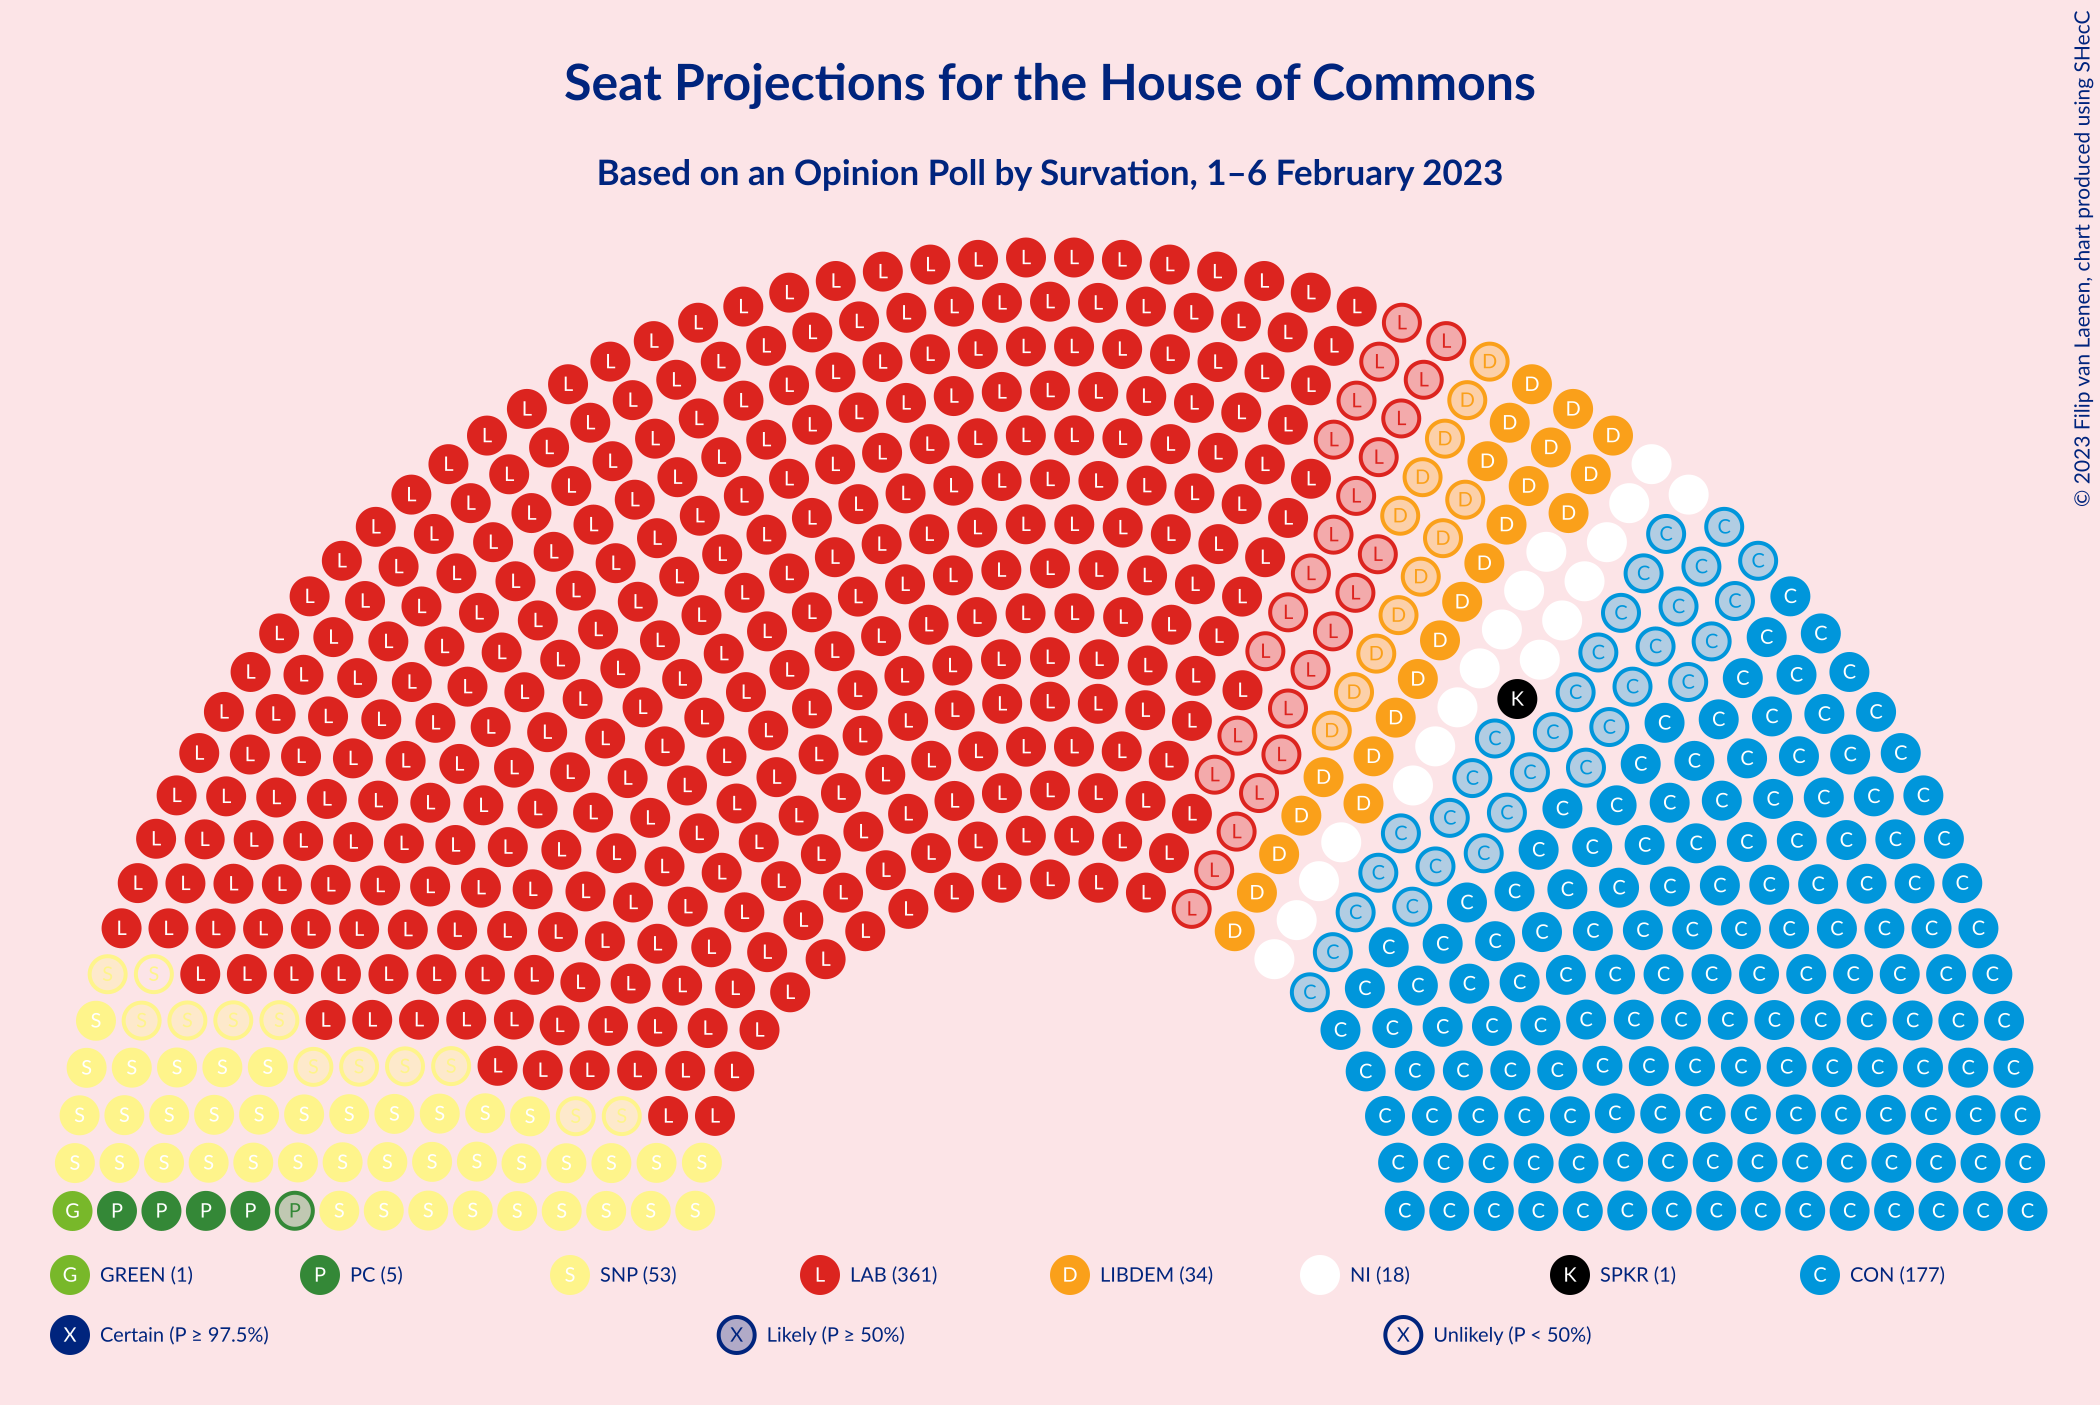 Seat Projections for the House of Commons
Based on an Opinion Poll by Survation, 1–6 February 2023
© 2023 Filip van Laenen, chart produced using SHecC
G GREEN (1) P PC (5) S SNP (53) L LAB (361) D LIBDEM (34) NI (18) K SPKR (1) C CON (177)
X Certain (P ≥ 97.5%) X Likely (P ≥ 50%) X Unlikely (P < 50%)